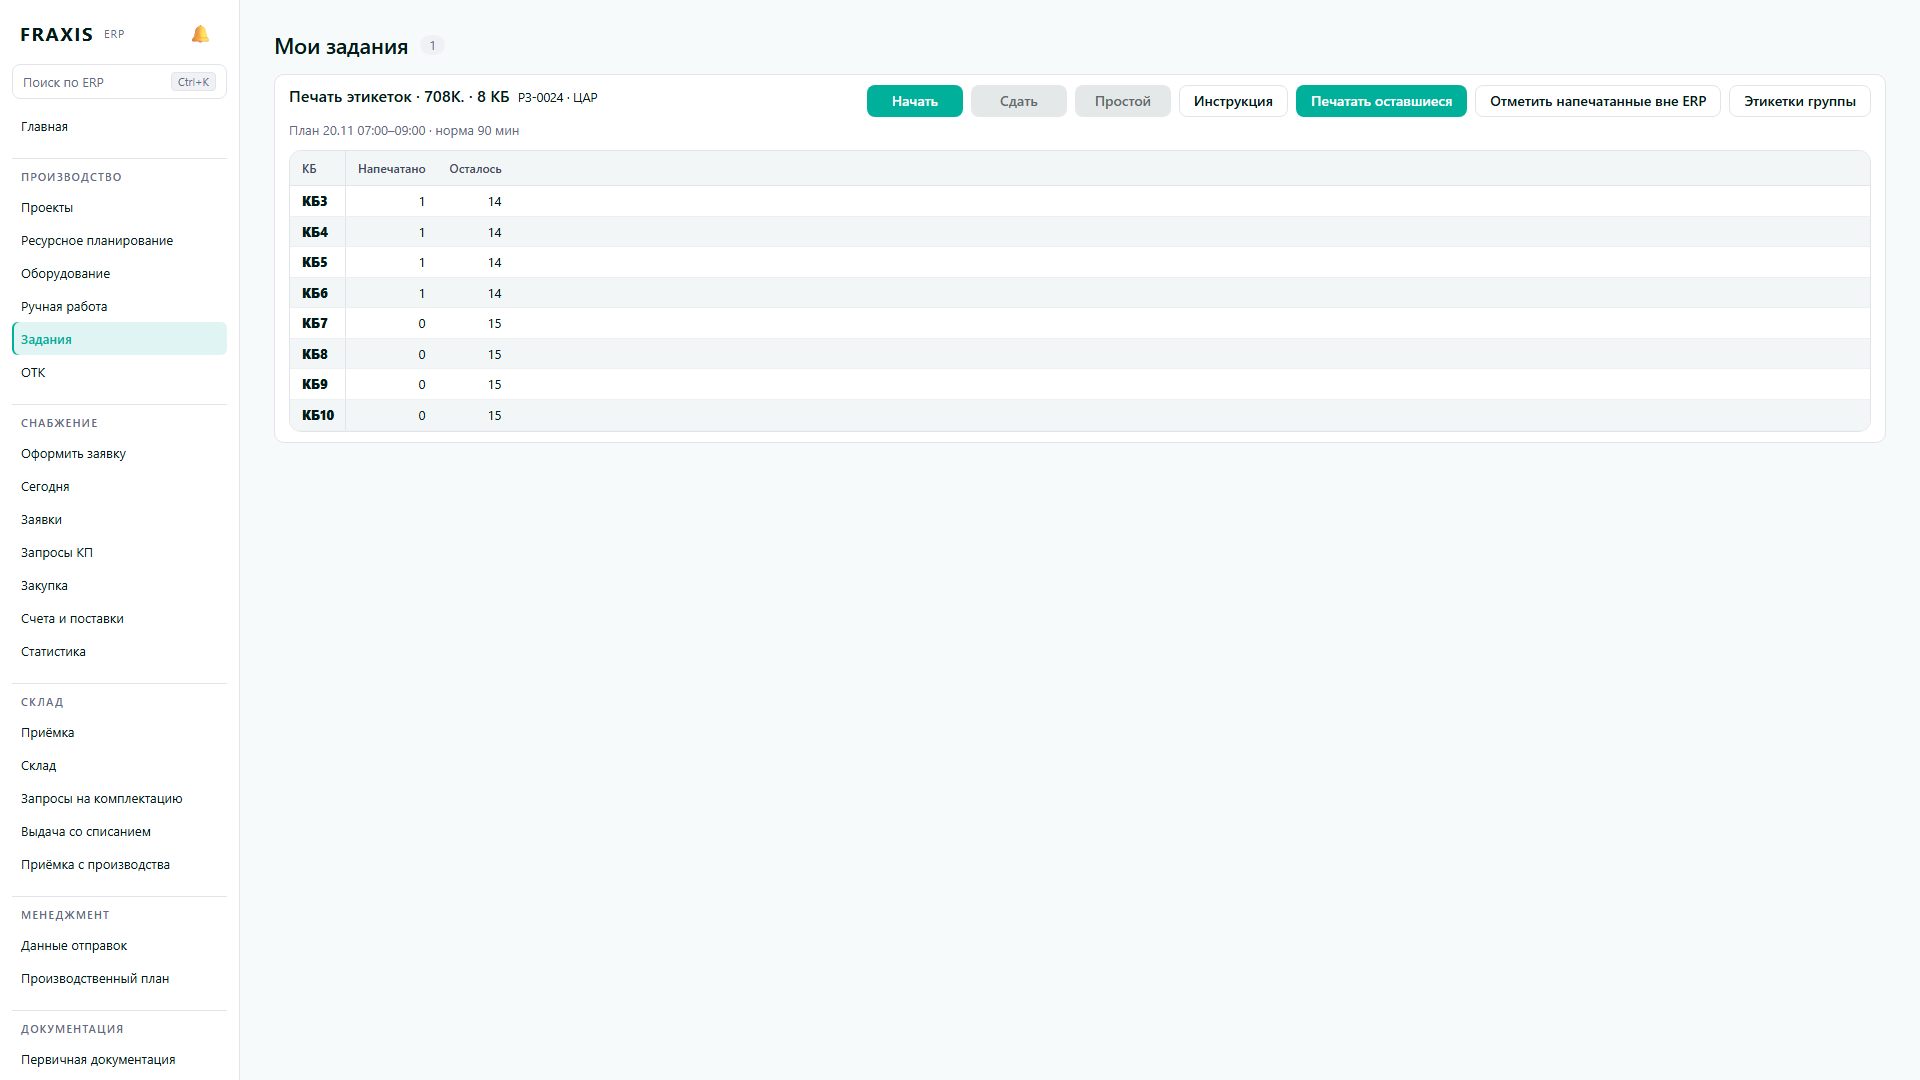 FRAXIS ERP 
Поиск по ERP Ctrl+K
Главная
ПРОИЗВОДСТВО
Проекты
Ресурсное планирование
Оборудование
Ручная работа
Задания
ОТК
СНАБЖЕНИЕ
Оформить заявку
Сегодня
Заявки
Запросы КП
Закупка
Счета и поставки
Статистика
СКЛАД
Приёмка
Склад
Запросы на комплектацию
Выдача со списанием
Приёмка с производства
МЕНЕДЖМЕНТ
Данные отправок
Производственный план
ДОКУМЕНТАЦИЯ
Первичная документация
Мои задания 1
Печать этикеток · 708К. · 8 КБ РЗ-0024 · ЦАР
Начать Сдать Простой Инструкция Печатать оставшиеся Отметить напечатанные вне ERP Этикетки группы
План 20.11 07:00–09:00 · норма 90 мин
КБ Напечатано Осталось
КБ3 1 14
КБ4 1 14
КБ5 1 14
КБ6 1 14
КБ7 0 15
КБ8 0 15
КБ9 0 15
КБ10 0 15